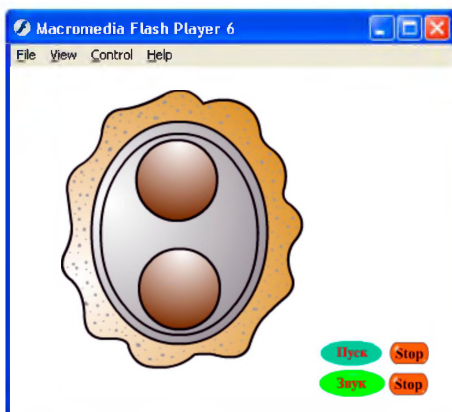 Macromedia Flash Player 6
File View Control Help
Пуск Stop
Звук Stop